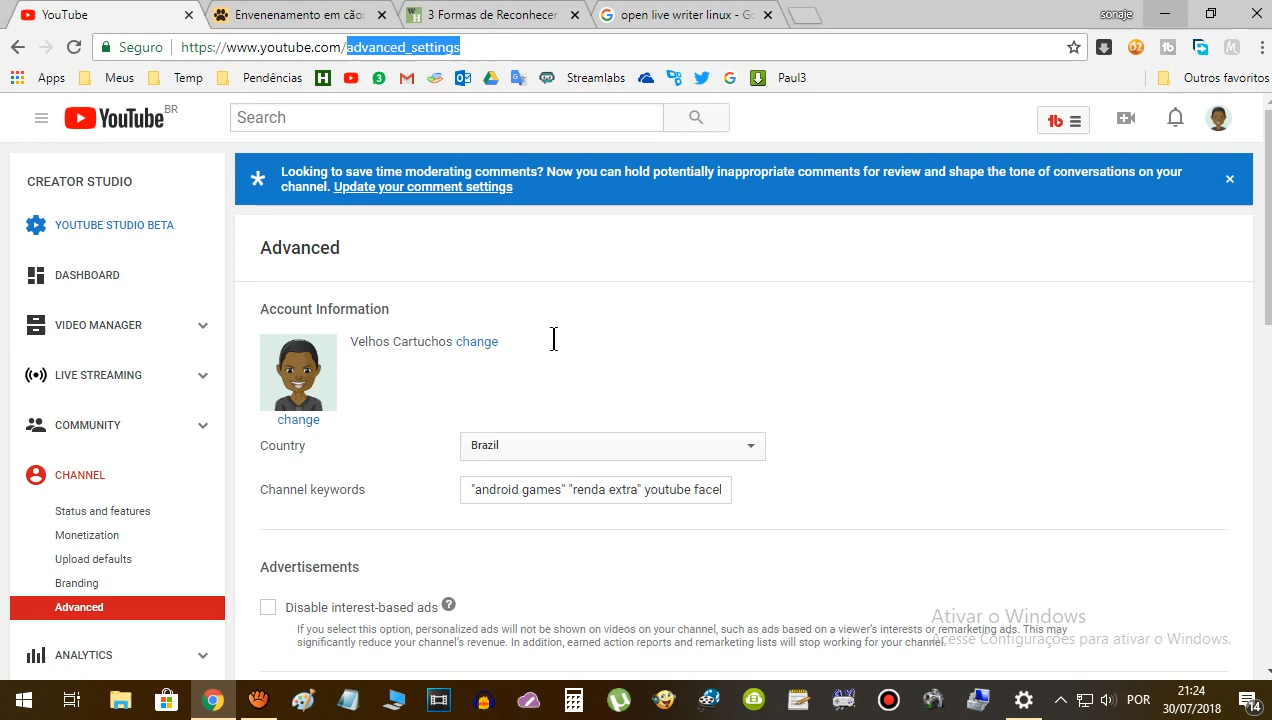 YouTube
Envenenamento em cão:
3 Formas de Reconhecer
open live writer linux - Go
sonaje
Seguro
https://www.youtube.com/advanced_settings
Apps
Meus
Temp
Pendências
Streamlabs
Paul3
Outros favoritos
YouTube BR
Search
CREATOR STUDIO
YOUTUBE STUDIO BETA
DASHBOARD
VIDEO MANAGER
LIVE STREAMING
COMMUNITY
CHANNEL
Status and features
Monetization
Upload defaults
Branding
Advanced
ANALYTICS
Looking to save time moderating comments? Now you can hold potentially inappropriate comments for review and shape the tone of conversations on your
channel. Update your comment settings
Advanced
Account Information
Velhos Cartuchos change
change
Country
Brazil
Channel keywords
"android games" "renda extra" youtube facel
Advertisements
Disable interest-based ads
If you select this option, personalized ads will not be shown on videos on your channel, such as ads based on a viewer's interests or remarketing ads. This may
significantly reduce your channel's revenue. In addition, earned action reports and remarketing lists will stop working for your channel.
Ativar o Windows
Acesse Configurações para ativar o Windows.
POR
21:24
30/07/2018
14